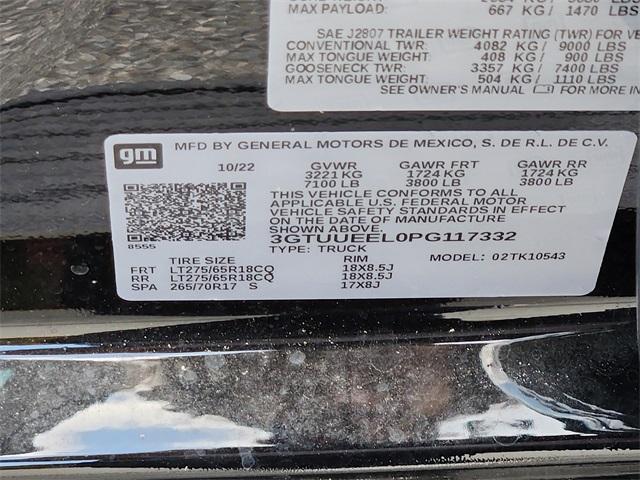 MAX PAYLOAD: 667 KG / 1470 LBS
SAE J2807 TRAILER WEIGHT RATING (TWR) FOR VE
CONVENTIONAL TWR: 4082 KG / 9000 LBS
MAX TONGUE WEIGHT: 408 KG / 900 LBS
GOOSENECK TWR: 3357 KG / 7400 LBS
MAX TONGUE WEIGHT: 504 KG / 1110 LBS
SEE OWNER'S MANUAL FOR MORE IN
gm MFD BY GENERAL MOTORS DE MEXICO, S. DE R.L. DE C.V.
10/22 GVWR GAWR FRT GAWR RR
3221 KG 1724 KG 1724 KG
7100 LB 3800 LB 3800 LB
THIS VEHICLE CONFORMS TO ALL
APPLICABLE U.S. FEDERAL MOTOR
VEHICLE SAFETY STANDARDS IN EFFECT
ON THE DATE OF MANUFACTURE
8555 3GTUUEEL0PG117332
TYPE: TRUCK MODEL: 02TK10543
TIRE SIZE RIM
FRT LT275/65R18CQ 18X8.5J
RR LT275/65R18CQ 18X8.5J
SPA 265/70R17 S 17X8J